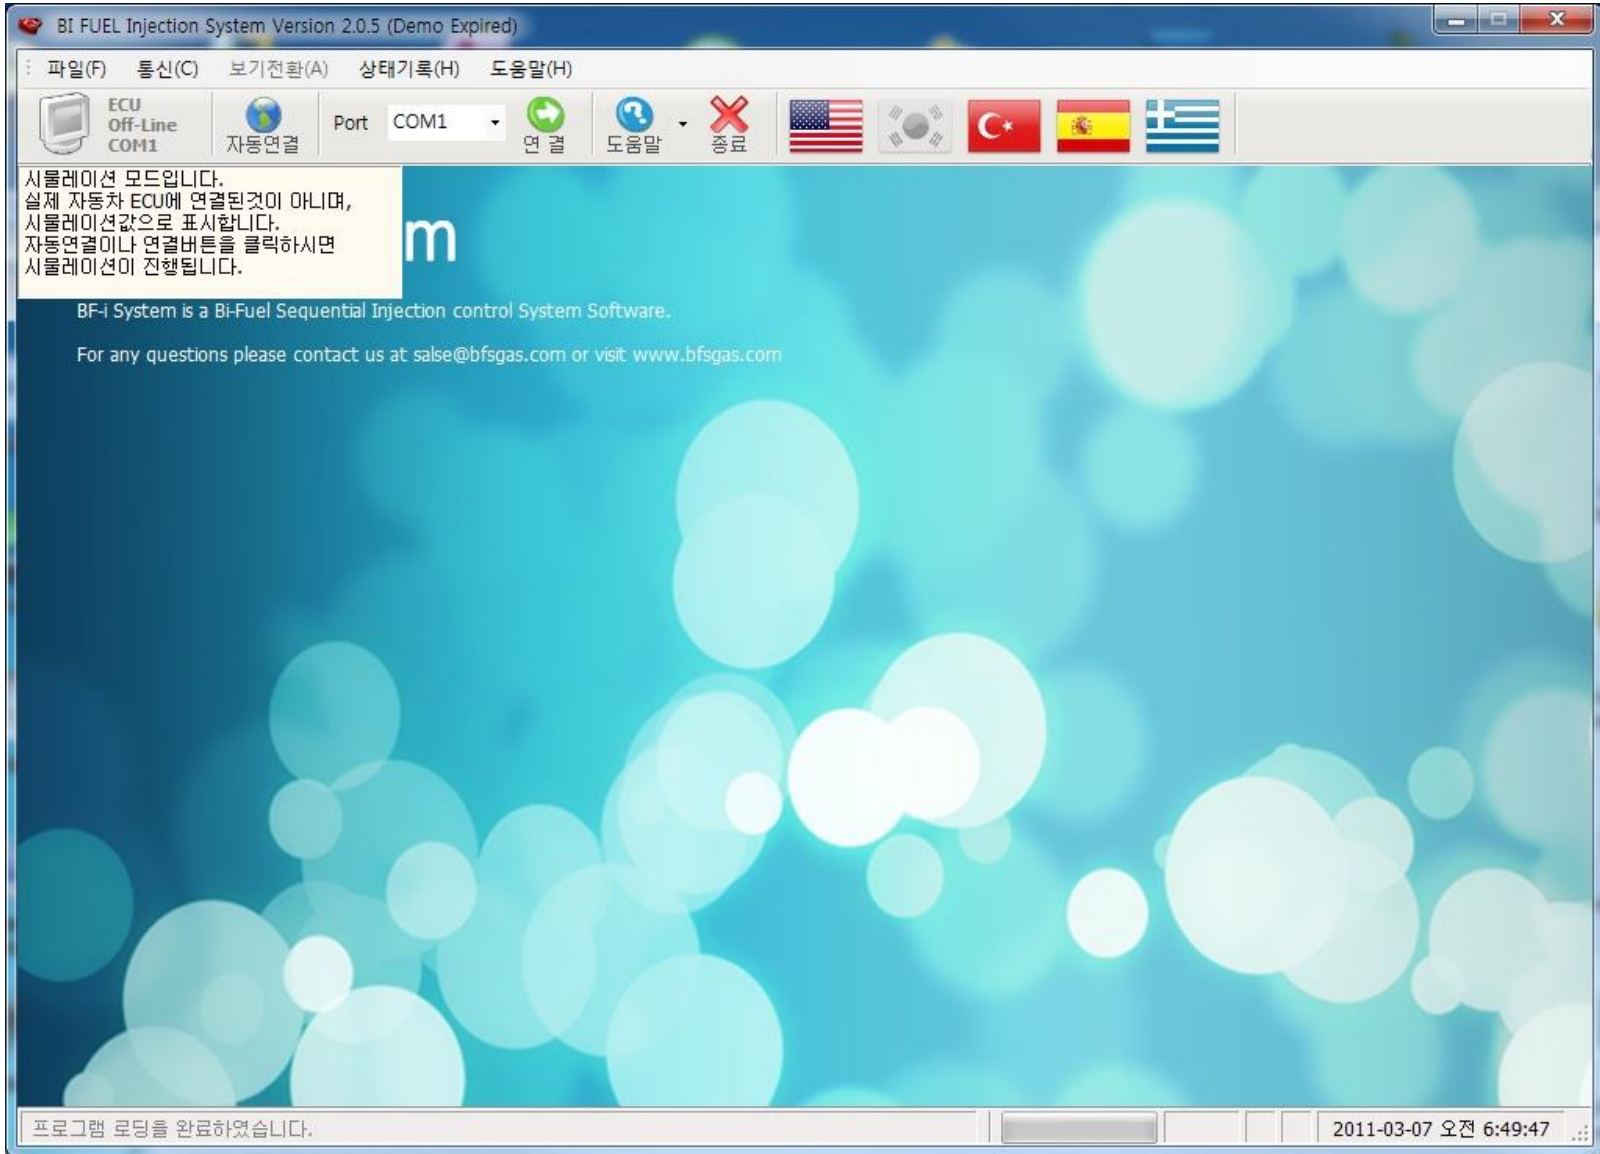 BI FUEL Injection System Version 2.0.5 (Demo Expired)
파일(F) 통신(C) 보기전환(A) 상태기록(H) 도움말(H)
ECU
Off-Line
COM1
자동연결
Port COM1
연 결
도움말
종료
시뮬레이션 모드입니다.
실제 자동차 ECU에 연결된것이 아니며,
시뮬레이션값으로 표시합니다.
자동연결이나 연결버튼을 클릭하시면
시뮬레이션이 진행됩니다.
m
BF-i System is a Bi-Fuel Sequential Injection control System Software.
For any questions please contact us at salse@bfsgas.com or visit www.bfsgas.com
프로그램 로딩을 완료하였습니다.
2011-03-07 오전 6:49:47